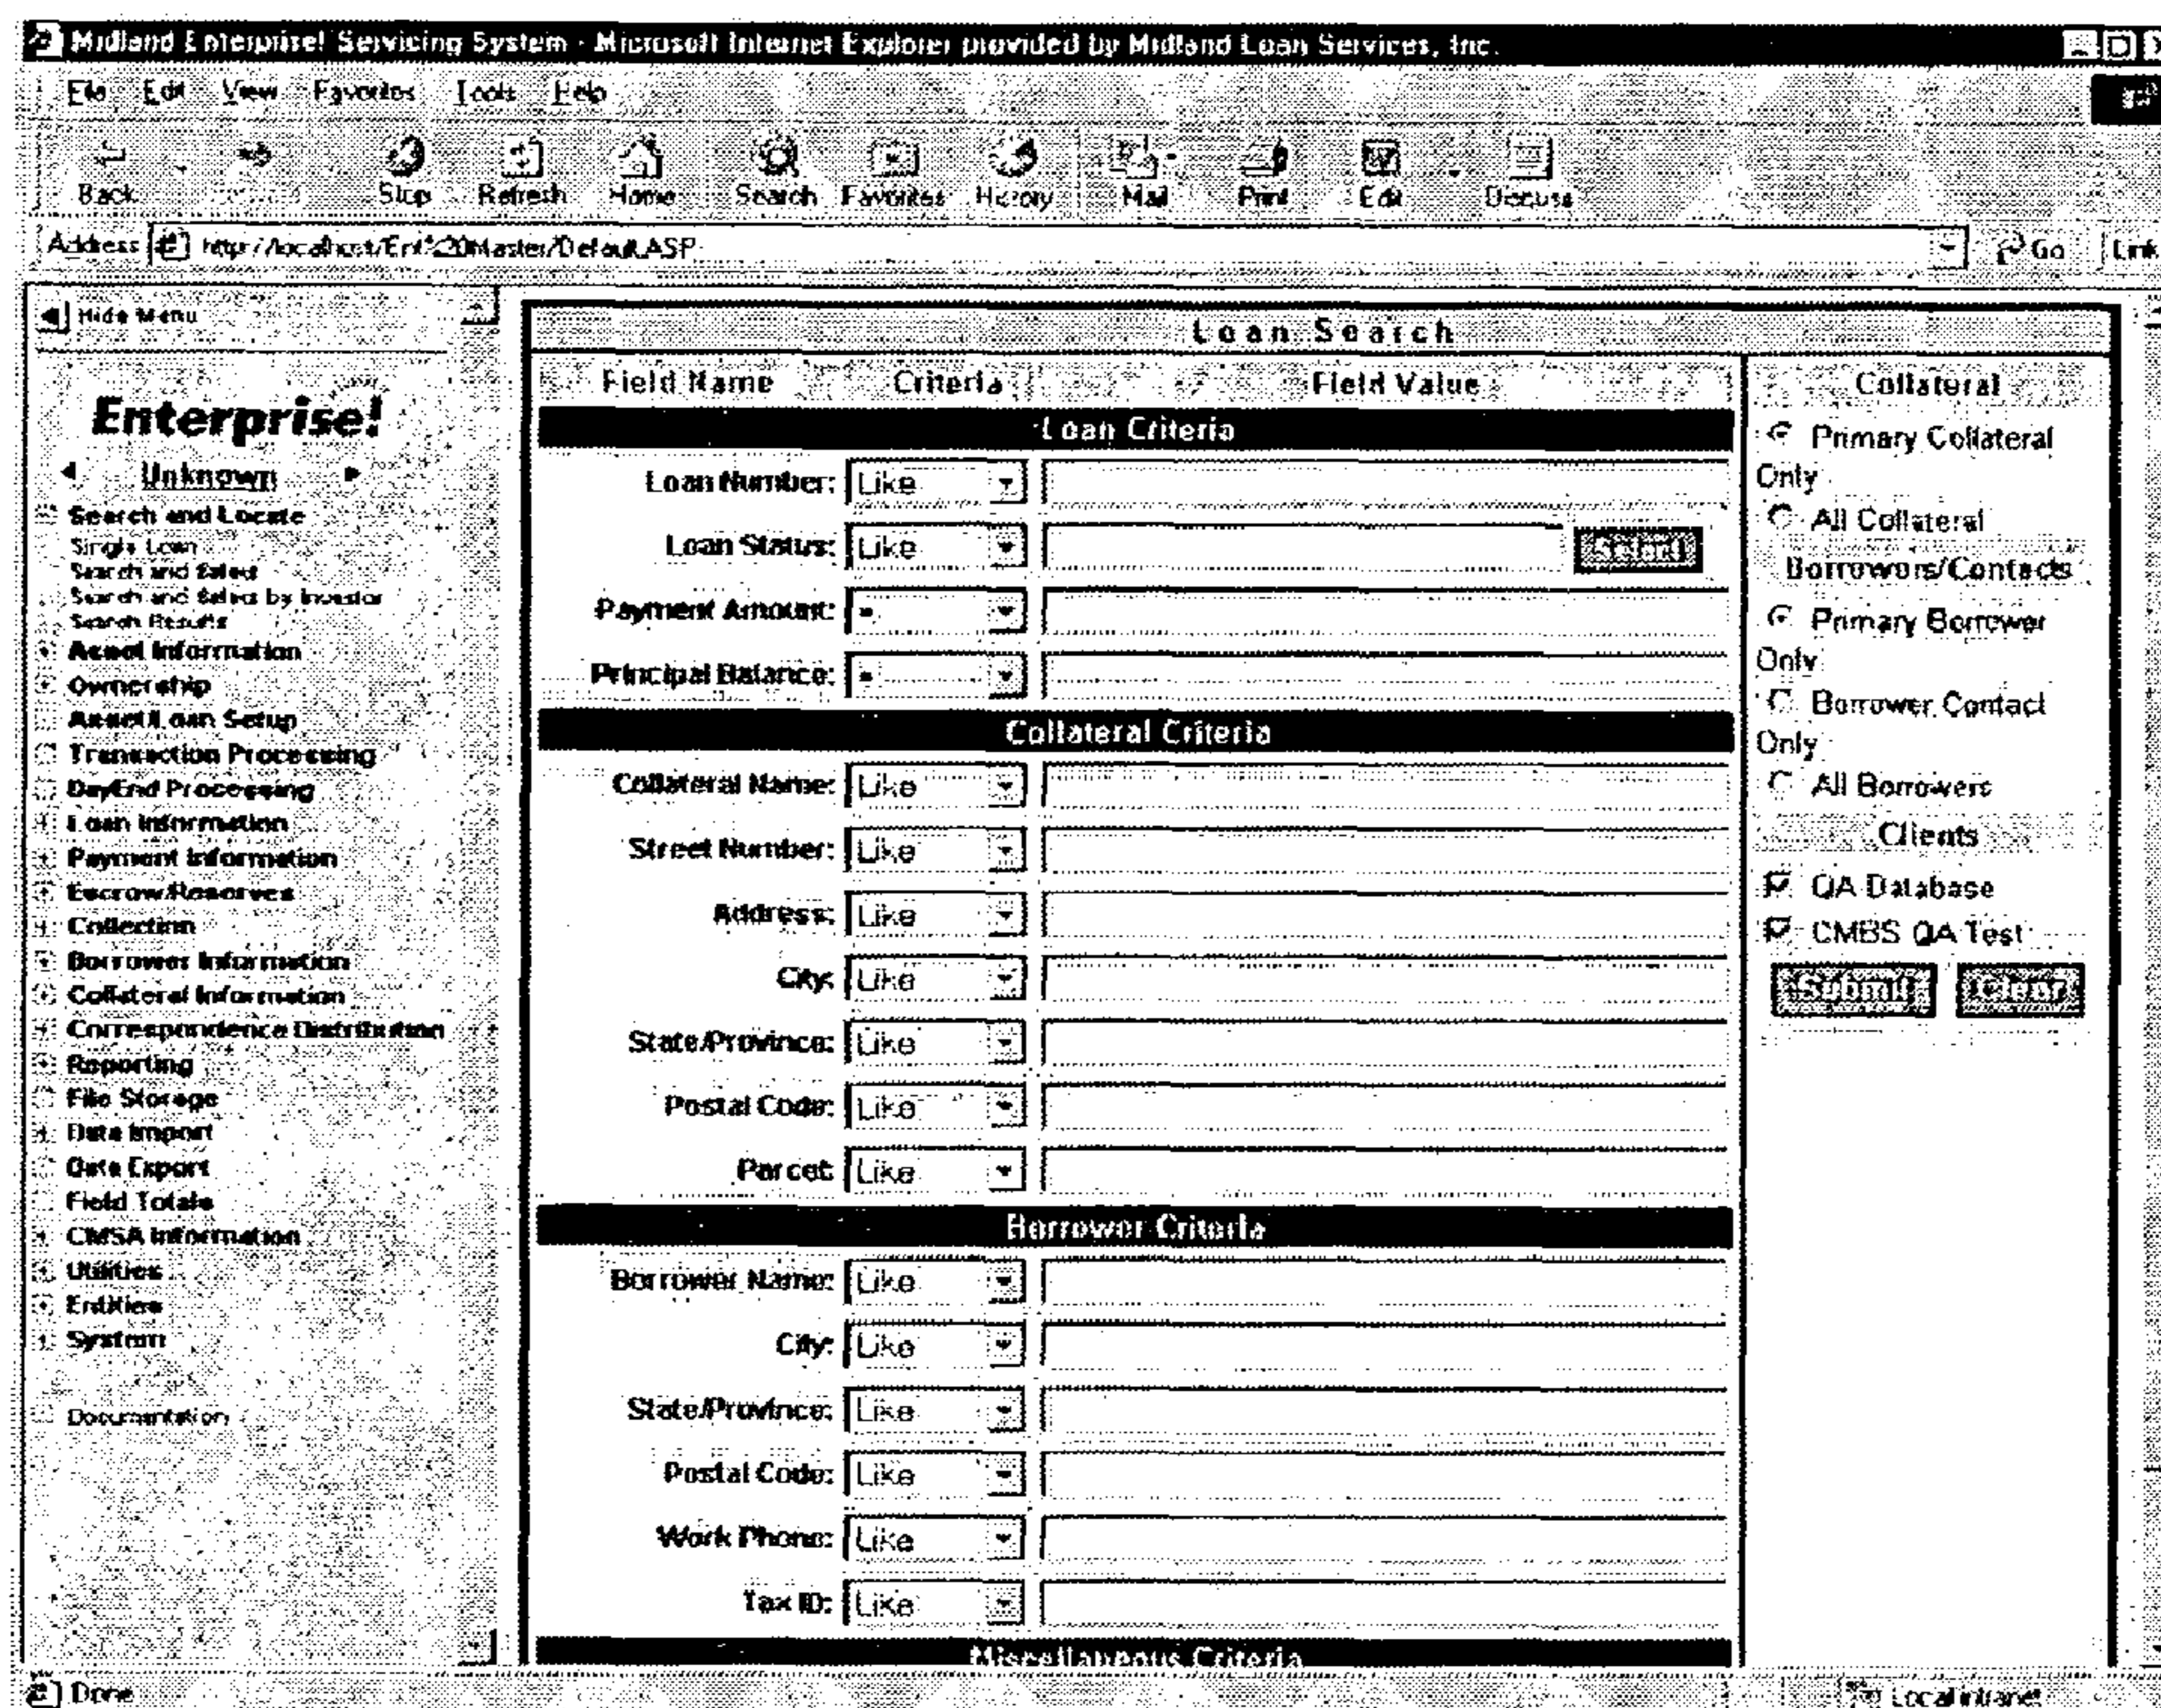 Midland Enterprise! Servicing System - Microsoft Internet Explorer provided by Midland Loan Services, Inc.
File Edit View Favorites Tools Help
Back Stop Refresh Home Search Favorites History Mail Print Edit Discuss
Address http://localhost/Ent%20Master/Default.ASP Go Link
Hide Menu
Enterprise!
Unknown
Search and Locate
Single Loan
Search and Select
Search and Select by Investor
Search Results
Asset Information
Ownership
Asset/Loan Setup
Transaction Processing
DayEnd Processing
Loan Information
Payment Information
Escrow/Reserves
Collection
Borrower Information
Collateral Information
Correspondence Distribution
Reporting
File Storage
Data Import
Data Export
Field Totals
CMSA Information
Utilities
Entities
System
Documentation
Loan Search
Field Name Criteria Field Value
Loan Criteria
Loan Number: Like
Loan Status: Like Select
Payment Amount: =
Principal Balance: =
Collateral Criteria
Collateral Name: Like
Street Number: Like
Address: Like
City: Like
State/Province: Like
Postal Code: Like
Parcel: Like
Borrower Criteria
Borrower Name: Like
City: Like
State/Province: Like
Postal Code: Like
Work Phone: Like
Tax ID: Like
Miscellaneous Criteria
Collateral
Primary Collateral
Only
All Collateral
Borrowers/Contacts
Primary Borrower
Only
Borrower Contact
Only
All Borrowers
Clients
QA Database
CMBS QA Test
Submit Clear
Done Local intranet